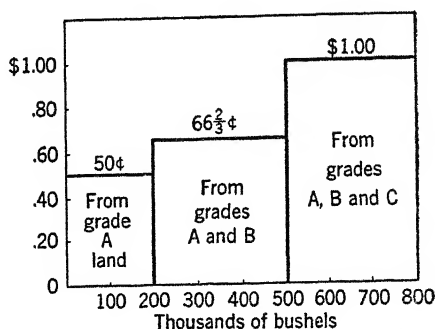 $1.00
$1.00
.80
66⅔¢
.60
50¢
.40
.20
0
From
grade
A
land
From
grades
A and B
From
grades
A, B and C
100 200 300 400 500 600 700 800
Thousands of bushels